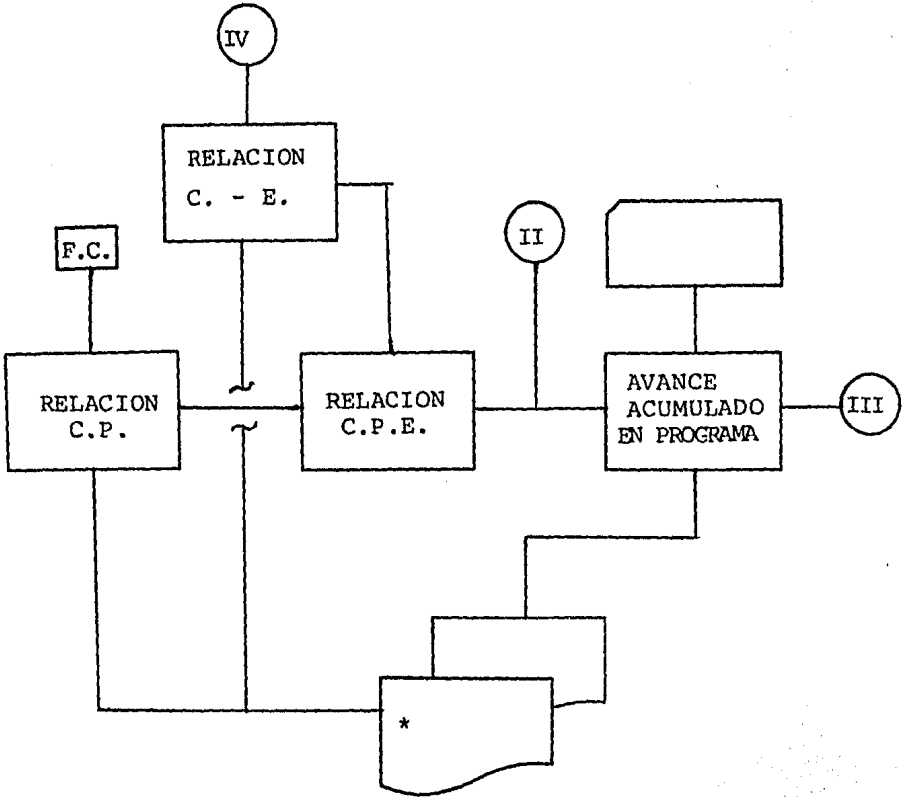 IV
RELACION
C. - E.
F.C.
II
RELACION
C.P.
RELACION
C.P.E.
AVANCE
ACUMULADO
EN PROGRAMA
III
*